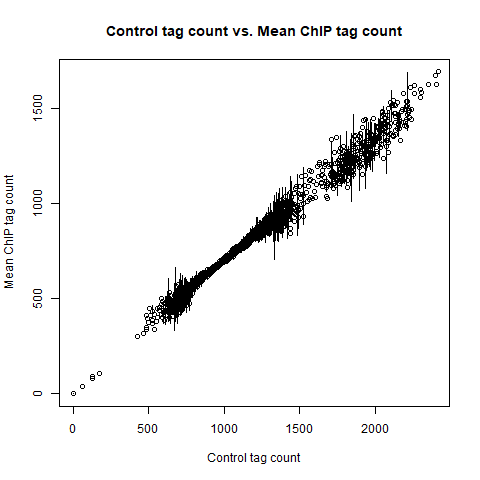 Control tag count vs. Mean ChIP tag count
Mean ChIP tag count
1500
1000
500
0
0 500 1000 1500 2000
Control tag count